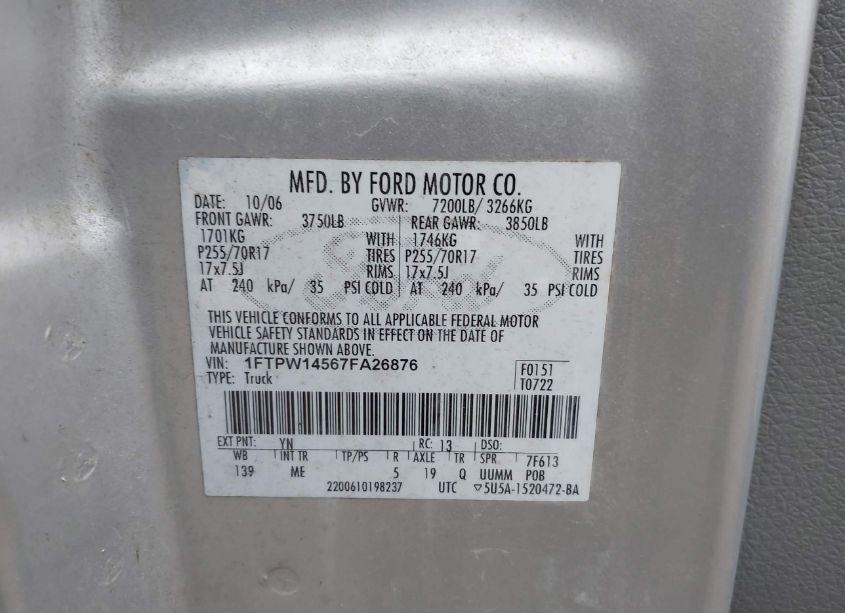 MFD. BY FORD MOTOR CO.
DATE: 10/06 GVWR: 7200LB/ 3266KG
FRONT GAWR: 3750LB REAR GAWR: 3850LB
1701KG WITH 1746KG WITH
P255/70R17 TIRES P255/70R17 TIRES
17x7.5J RIMS 17x7.5J RIMS
AT 240 kPa/ 35 PSI COLD AT 240 kPa/ 35 PSI COLD
THIS VEHICLE CONFORMS TO ALL APPLICABLE FEDERAL MOTOR
VEHICLE SAFETY STANDARDS IN EFFECT ON THE DATE OF
MANUFACTURE SHOWN ABOVE.
VIN: 1FTPW14567FA26876 F0151
TYPE: Truck T0722
EXT PNT: YN RC: 13 DSO:
WB INT TR TP/PS R AXLE TR SPR 7F613
139 ME 5 19 Q UUMM POB
2200610198237 UTC ▽5U5A-1520472-BA